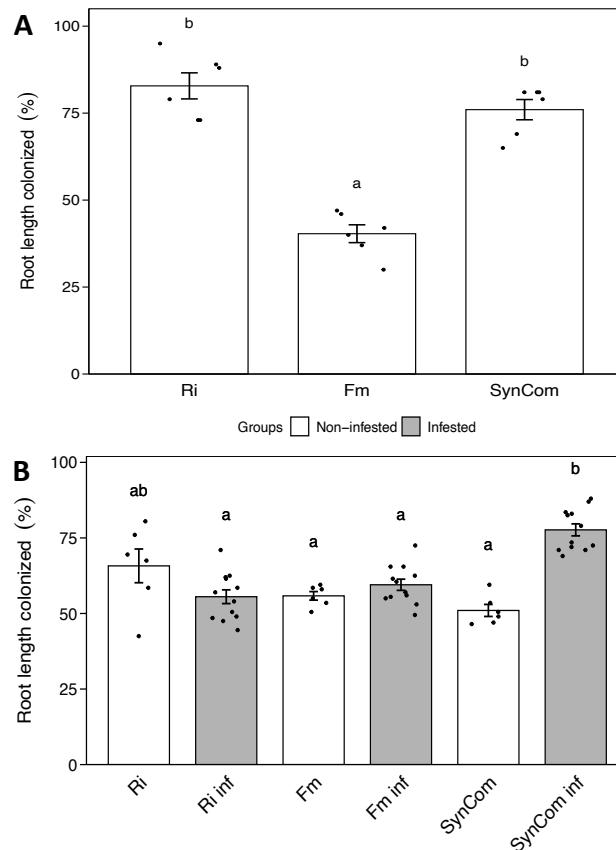 A
100
b
b
75
a
50
25
0
Root length colonized (%)
Ri
Fm
SynCom
Groups
Non−infested
Infested
B
100
b
ab
a
a
a
a
75
50
25
0
Root length colonized (%)
Ri
Ri inf
Fm
Fm inf
SynCom
SynCom inf